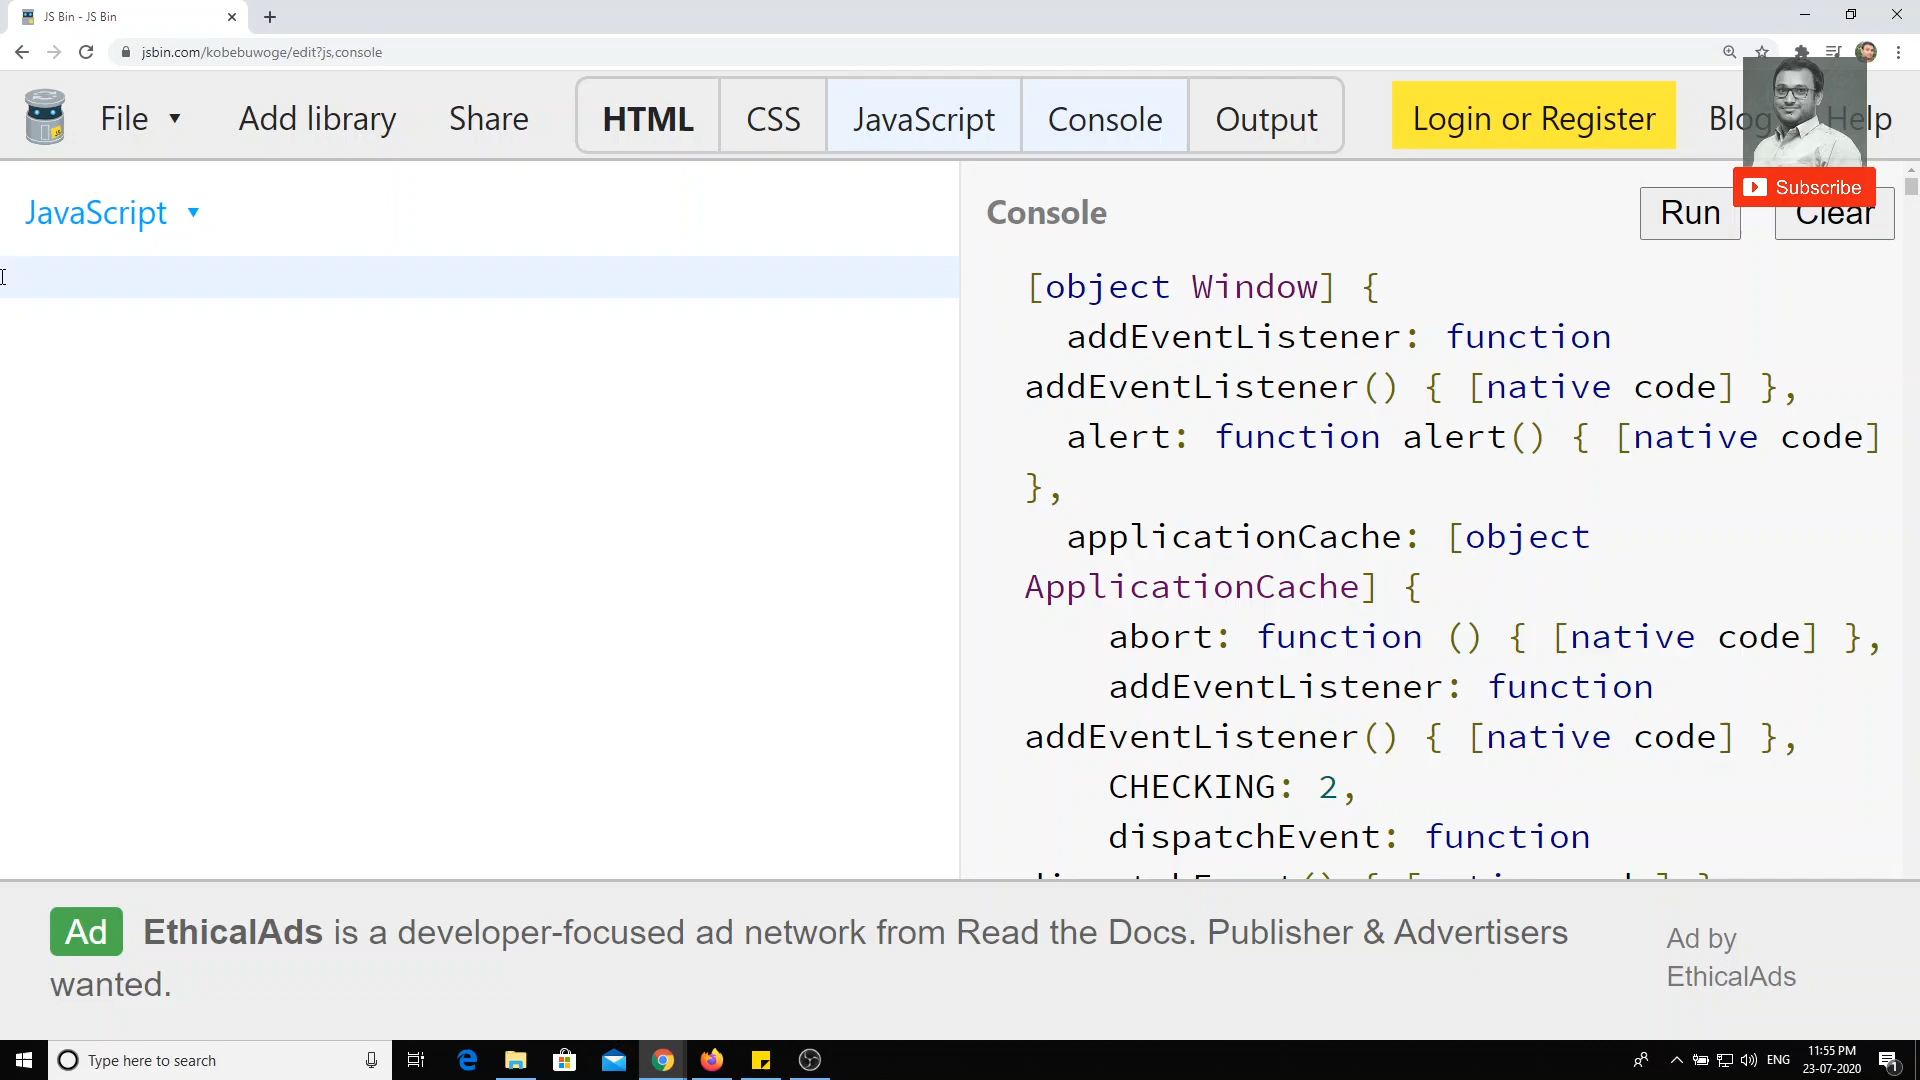 JS Bin - JS Bin
jsbin.com/kobebuwoge/edit?js,console
File
Add library
Share
HTML
CSS
JavaScript
Console
Output
Login or Register
Blog
Help
Subscribe
JavaScript
Console
Run
Clear
[object Window] {
addEventListener: function
addEventListener() { [native code] },
alert: function alert() { [native code]
},
applicationCache: [object
ApplicationCache] {
abort: function () { [native code] },
addEventListener: function
addEventListener() { [native code] },
CHECKING: 2,
dispatchEvent: function
Ad EthicalAds is a developer-focused ad network from Read the Docs. Publisher & Advertisers
wanted.
Ad by
EthicalAds
Type here to search
ENG
11:55 PM
23-07-2020
1